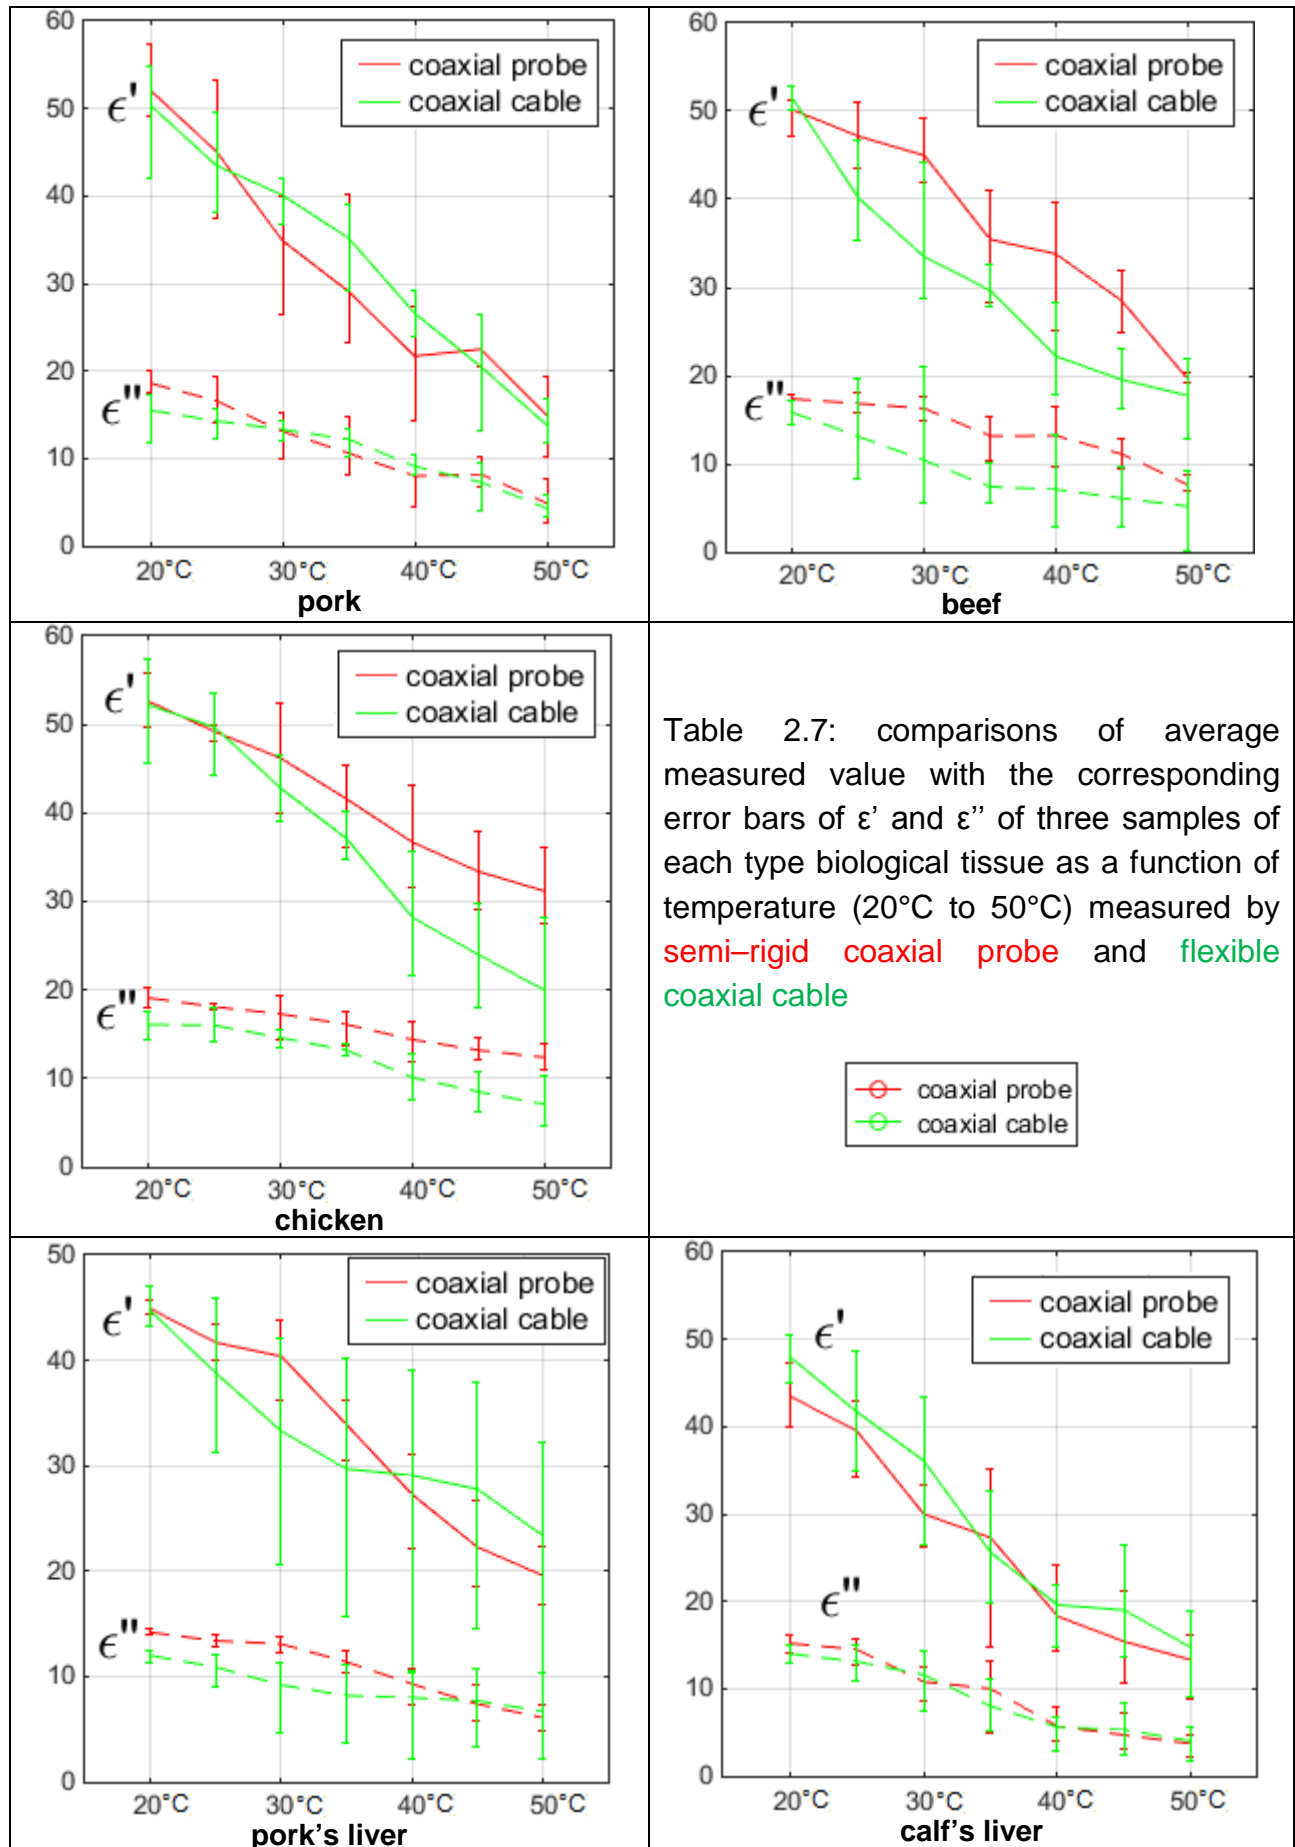 60
50
40
30
20
10
0
ϵ'
ϵ"
coaxial probe
coaxial cable
20°C
30°C
40°C
50°C
pork
60
50
40
30
20
10
0
ϵ'
ϵ"
coaxial probe
coaxial cable
20°C
30°C
40°C
50°C
beef
60
50
40
30
20
10
0
ϵ'
ϵ"
coaxial probe
coaxial cable
20°C
30°C
40°C
50°C
chicken
Table 2.7: comparisons of average
measured value with the corresponding
error bars of ε’ and ε’’ of three samples of
each type biological tissue as a function of
temperature (20°C to 50°C) measured by
semi–rigid coaxial probe and flexible
coaxial cable
coaxial probe
coaxial cable
50
40
30
20
10
0
ϵ'
ϵ"
coaxial probe
coaxial cable
20°C
30°C
40°C
50°C
pork’s liver
60
50
40
30
20
10
0
ϵ'
ϵ"
coaxial probe
coaxial cable
20°C
30°C
40°C
50°C
calf’s liver